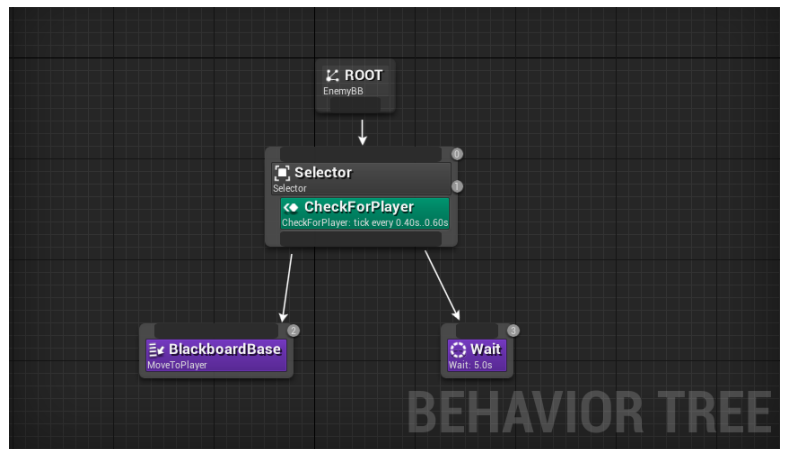 ROOT
EnemyBB
0
Selector
Selector
1
CheckForPlayer
CheckForPlayer: tick every 0.40s..0.60s
2
BlackboardBase
MoveToPlayer
3
Wait
Wait: 5.0s
BEHAVIOR TREE